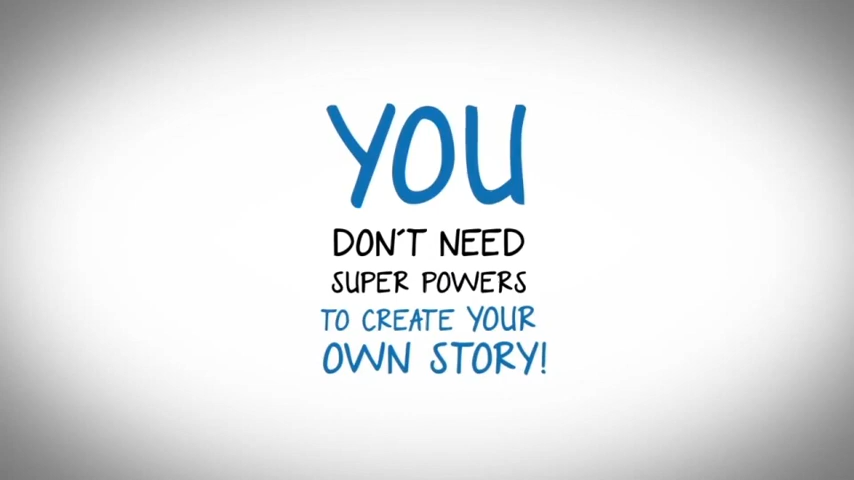 YOU
DON´T NEED
SUPER POWERS
TO CREATE YOUR
OWN STORY!